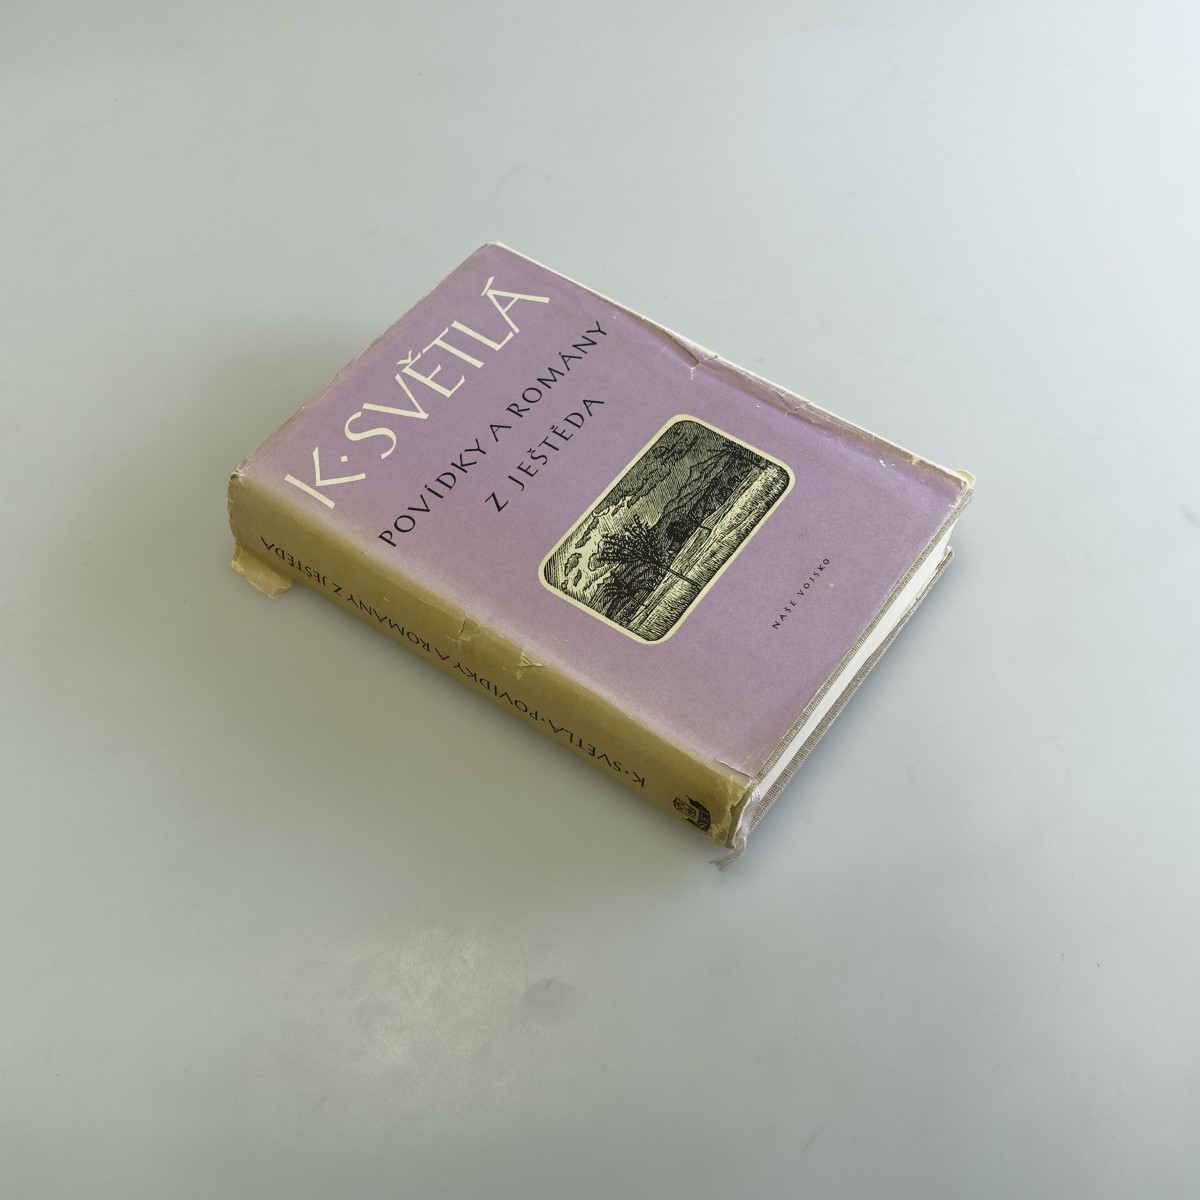 K·SVĚTLÁ
POVÍDKY A ROMÁNY
Z JEŠTĚDA
NAŠE VOJSKO
K·SVĚTLÁ·POVÍDKY A ROMÁNY Z JEŠTĚDA